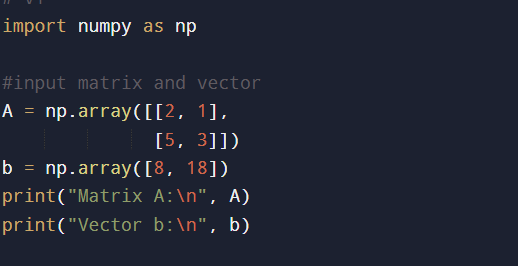 import numpy as np
#input matrix and vector
A = np.array([[2, 1],
[5, 3]])
b = np.array([8, 18])
print("Matrix A:\n", A)
print("Vector b:\n", b)